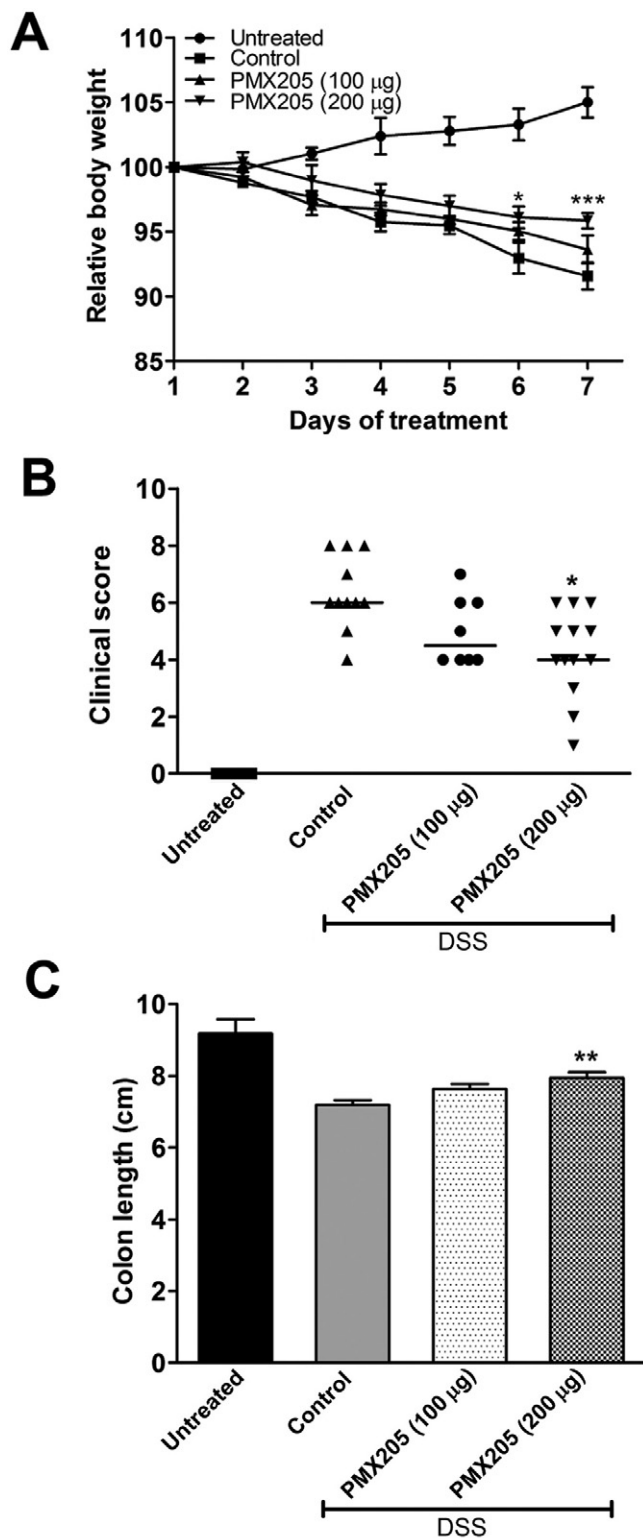 A
110
105
100
95
90
85
Relative body weight
Untreated
Control
PMX205 (100 µg)
PMX205 (200 µg)
*
***
1 2 3 4 5 6 7
Days of treatment
B
10
8
6
4
2
0
Clinical score
*
Untreated
Control
PMX205 (100 µg)
PMX205 (200 µg)
DSS
C
10
8
6
4
2
0
Colon length (cm)
**
Untreated
Control
PMX205 (100 µg)
PMX205 (200 µg)
DSS